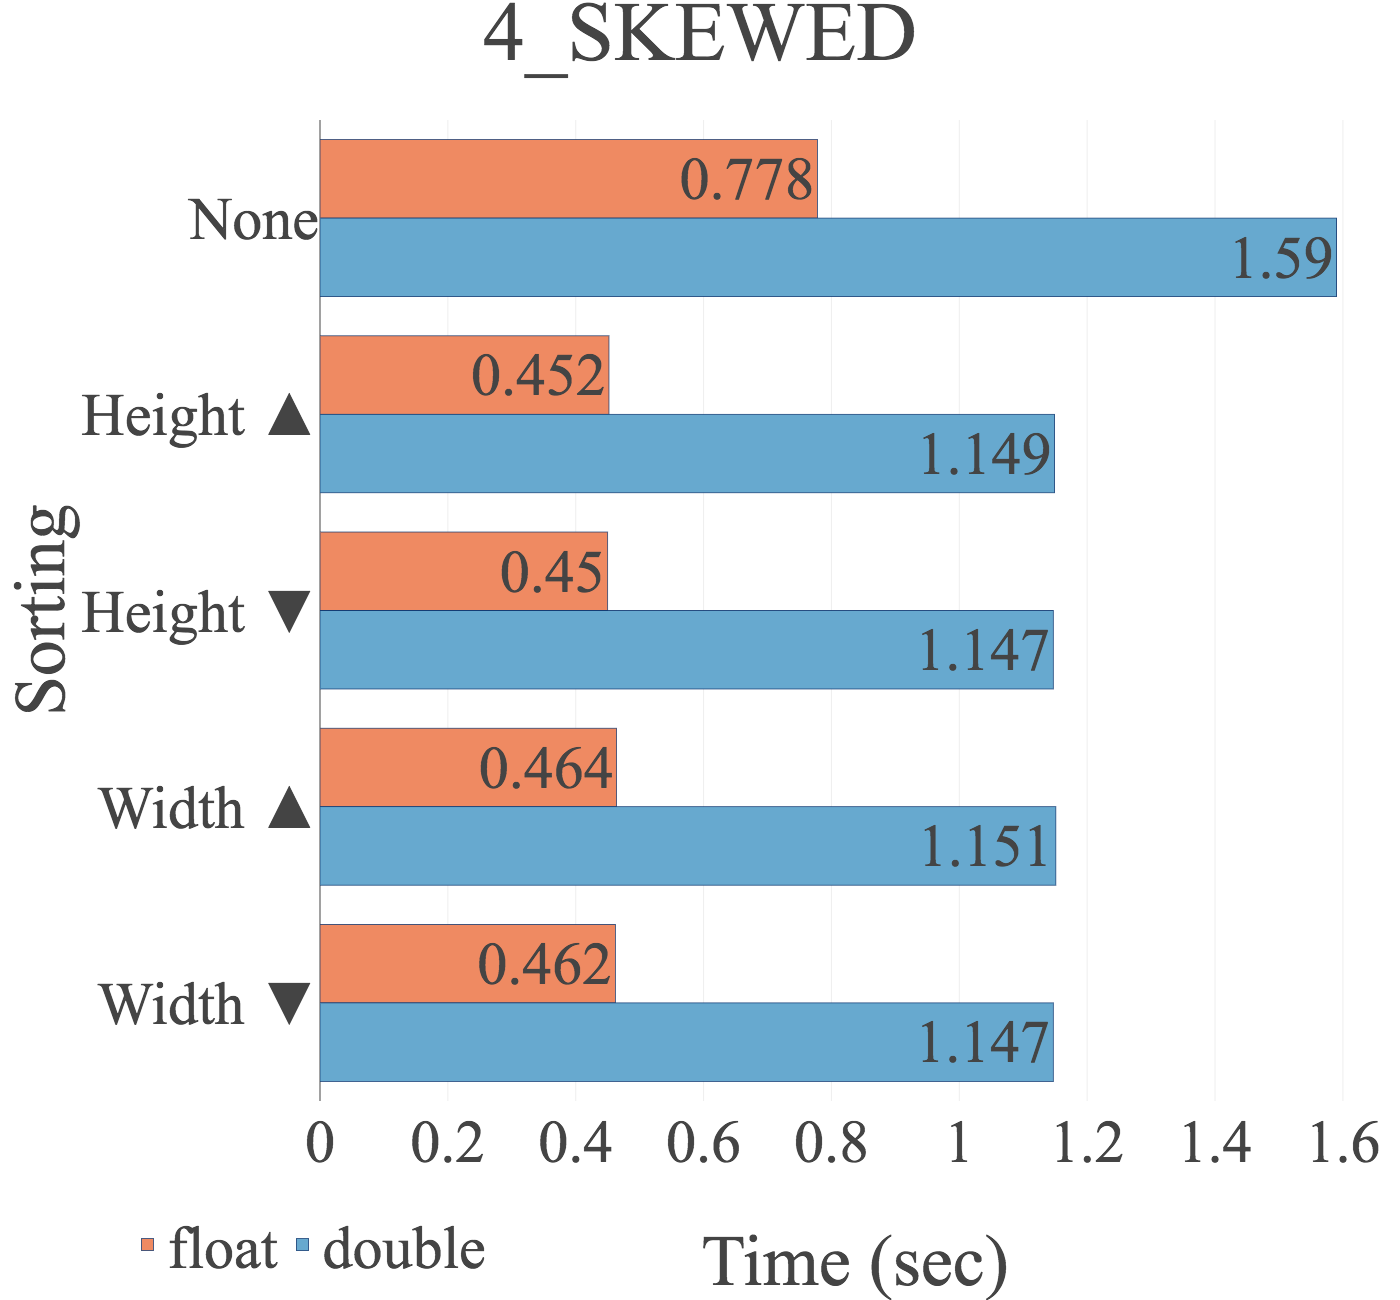 4_SKEWED
Sorting
None
0.778
1.59
Height ▲
0.452
1.149
Height ▼
0.45
1.147
Width ▲
0.464
1.151
Width ▼
0.462
1.147
0 0.2 0.4 0.6 0.8 1 1.2 1.4 1.6
float double
Time (sec)